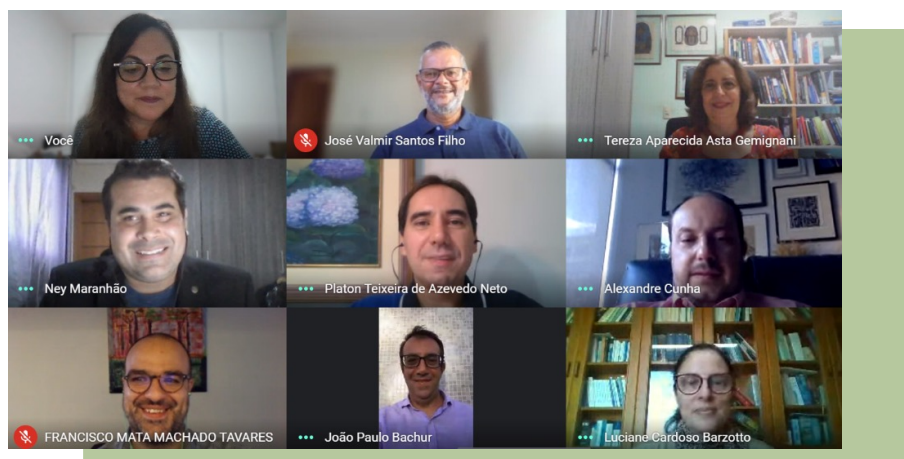 Você
José Valmir Santos Filho
Tereza Aparecida Asta Gemignani
Ney Maranhão
Platon Teixeira de Azevedo Neto
Alexandre Cunha
FRANCISCO MATA MACHADO TAVARES
João Paulo Bachur
Luciane Cardoso Barzotto